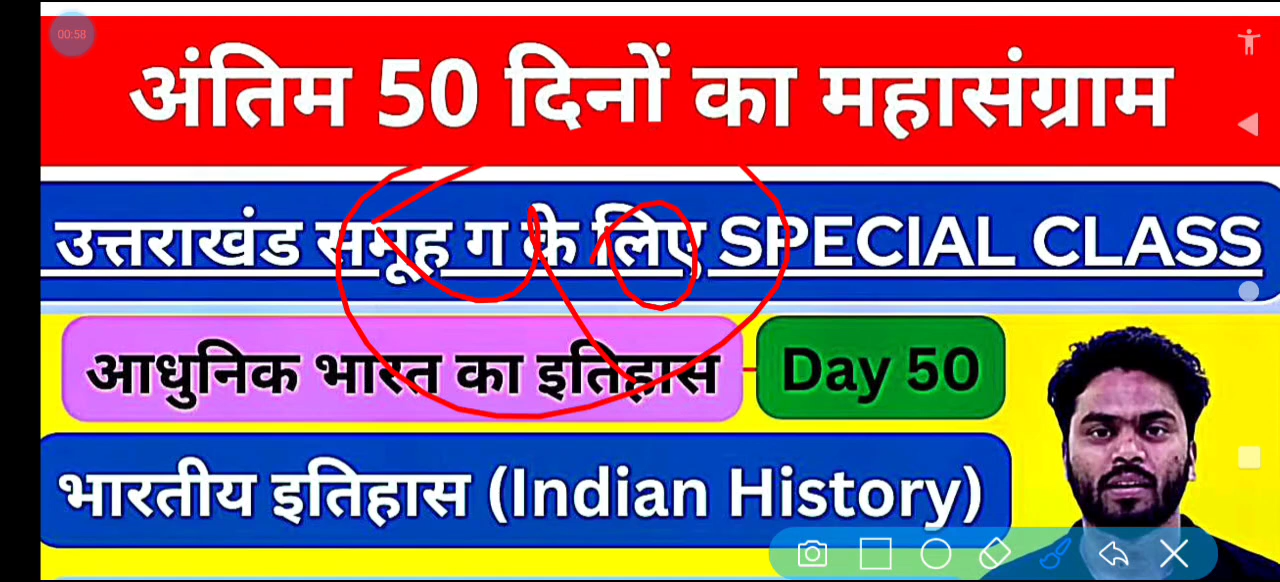 00:58
अंतिम 50 दिनों का महासंग्राम
उत्तराखंड समूह ग के लिए SPECIAL CLASS
आधुनिक भारत का इतिहास - Day 50
भारतीय इतिहास (Indian History)